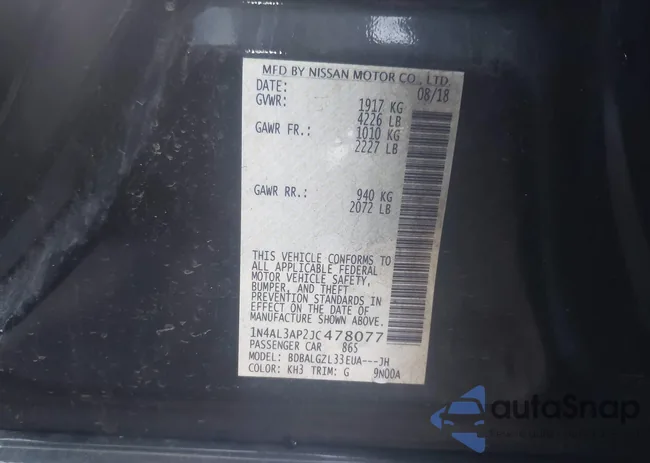 MFD BY NISSAN MOTOR CO., LTD.
DATE: 08/18
GVWR: 1917 KG
4226 LB
GAWR FR.: 1010 KG
2227 LB
GAWR RR.: 940 KG
2072 LB
THIS VEHICLE CONFORMS TO
ALL APPLICABLE FEDERAL
MOTOR VEHICLE SAFETY,
BUMPER, AND THEFT
PREVENTION STANDARDS IN
EFFECT ON THE DATE OF
MANUFACTURE SHOWN ABOVE.
1N4AL3AP2JC478077
PASSENGER CAR 865
MODEL: BDBALGZL33EUA---JH
COLOR: KH3 TRIM: G 9N00A
autoSnap